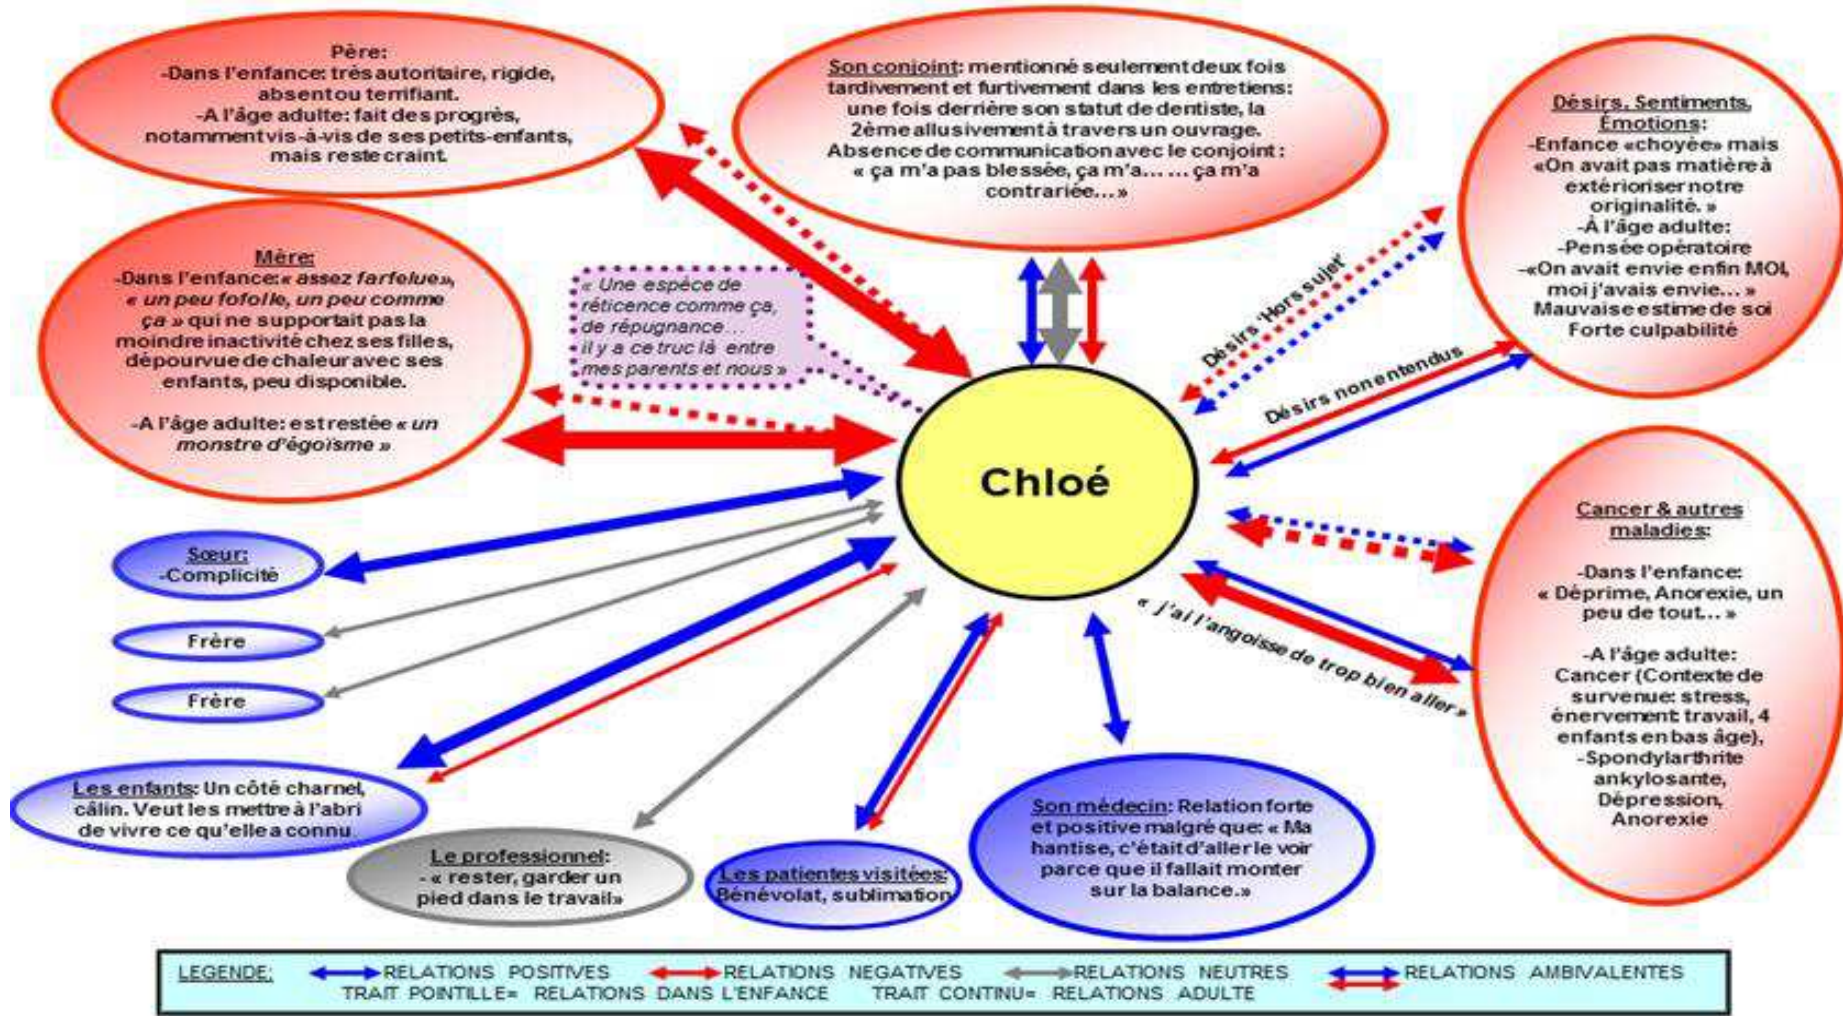 Père:
-Dans l'enfance: très autoritaire, rigide,
absent ou terrifiant.
-A l'âge adulte: fait des progrès,
notamment vis-à-vis de ses petits-enfants,
mais reste craint.
Son conjoint: mentionné seulement deux fois
tardivement et furtivement dans les entretiens:
une fois derrière son statut de dentiste, la
2ème allusivement à travers un ouvrage.
Absence de communication avec le conjoint :
« ça m'a pas blessée, ça m'a... ... ça m'a
contrariée... »
Désirs, Sentiments,
Émotions:
-Enfance «choyée» mais
«On avait pas matière à
extérioriser notre
originalité. »
-À l'âge adulte:
-Pensée opératoire
-«On avait envie enfin MOI,
moi j'avais envie... »
Mauvaise estime de soi
Forte culpabilité
Mère:
-Dans l'enfance:« assez farfelue»,
« un peu fofolle, un peu comme
ça » qui ne supportait pas la
moindre inactivité chez ses filles,
dépourvue de chaleur avec ses
enfants, peu disponible.
-A l'âge adulte: est restée « un
monstre d'égoïsme »
« Une espèce de
réticence comme ça,
de répugnance...
il y a ce truc là entre
mes parents et nous »
Désirs 'Hors sujet'
Désirs non entendus
Chloé
Sœur:
-Complicité
Frère
Frère
Les enfants: Un côté charnel,
câlin. Veut les mettre à l'abri
de vivre ce qu'elle a connu.
Le professionnel:
- « rester, garder un
pied dans le travail»
Les patientes visitées:
Bénévolat, sublimation
Son médecin: Relation forte
et positive malgré que: « Ma
hantise, c'était d'aller le voir
parce que il fallait monter
sur la balance.»
« j'ai l'angoisse de trop bien aller »
Cancer & autres
maladies:
-Dans l'enfance:
« Déprime, Anorexie, un
peu de tout... »
-A l'âge adulte:
Cancer (Contexte de
survenue: stress,
énervement: travail, 4
enfants en bas âge),
-Spondylarthrite
ankylosante,
Dépression,
Anorexie
LEGENDE: RELATIONS POSITIVES RELATIONS NEGATIVES RELATIONS NEUTRES RELATIONS AMBIVALENTES
TRAIT POINTILLE= RELATIONS DANS L'ENFANCE TRAIT CONTINU= RELATIONS ADULTE